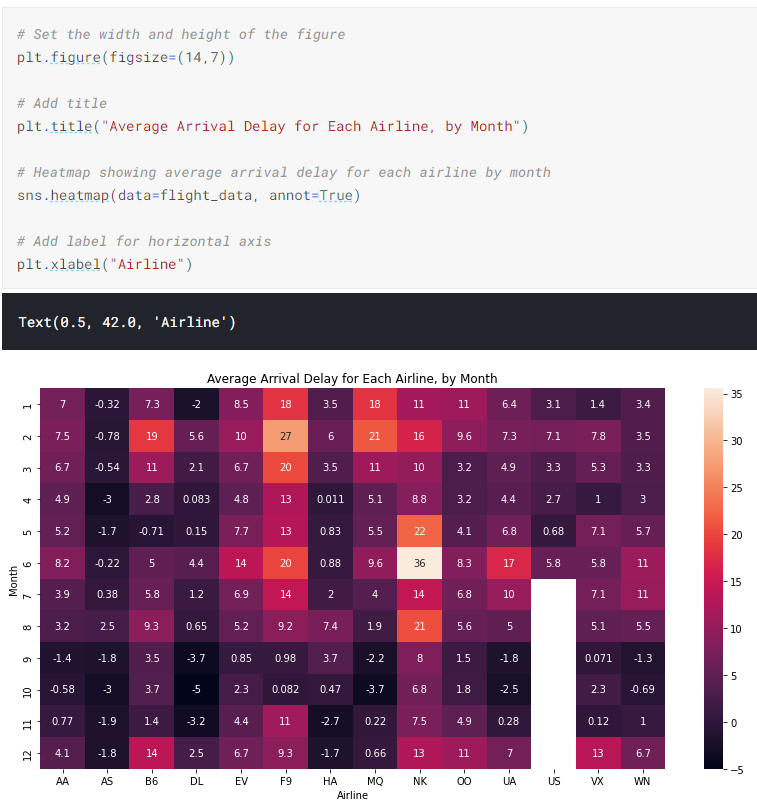 # Set the width and height of the figure
plt.figure(figsize=(14,7))
# Add title
plt.title("Average Arrival Delay for Each Airline, by Month")
# Heatmap showing average arrival delay for each airline by month
sns.heatmap(data=flight_data, annot=True)
# Add label for horizontal axis
plt.xlabel("Airline")
Text(0.5, 42.0, 'Airline')
Average Arrival Delay for Each Airline, by Month
1 7 -0.32 7.3 -2 8.5 18 3.5 18 11 11 6.4 3.1 1.4 3.4
2 7.5 -0.78 19 5.6 10 27 6 21 16 9.6 7.3 7.1 7.8 3.5
3 6.7 -0.54 11 2.1 6.7 20 3.5 11 10 3.2 4.9 3.3 5.3 3.3
4 4.9 -3 2.8 0.083 4.8 13 0.011 5.1 8.8 3.2 4.4 2.7 1 3
5 5.2 -1.7 -0.71 0.15 7.7 13 0.83 5.5 22 4.1 6.8 0.68 7.1 5.7
6 8.2 -0.22 5 4.4 14 20 0.88 9.6 36 8.3 17 5.8 5.8 11
7 3.9 0.38 5.8 1.2 6.9 14 2 4 14 6.8 10 7.1 11
8 3.2 2.5 9.3 0.65 5.2 9.2 7.4 1.9 21 5.6 5 5.1 5.5
9 -1.4 -1.8 3.5 -3.7 0.85 0.98 3.7 -2.2 8 1.5 -1.8 0.071 -1.3
10 -0.58 -3 3.7 -5 2.3 0.082 0.47 -3.7 6.8 1.8 -2.5 2.3 -0.69
11 0.77 -1.9 1.4 -3.2 4.4 11 -2.7 0.22 7.5 4.9 0.28 0.12 1
12 4.1 -1.8 14 2.5 6.7 9.3 -1.7 0.66 13 11 7 13 6.7
AA AS B6 DL EV F9 HA MQ NK OO UA US VX WN
Airline
Month
35
30
25
20
15
10
5
0
−5